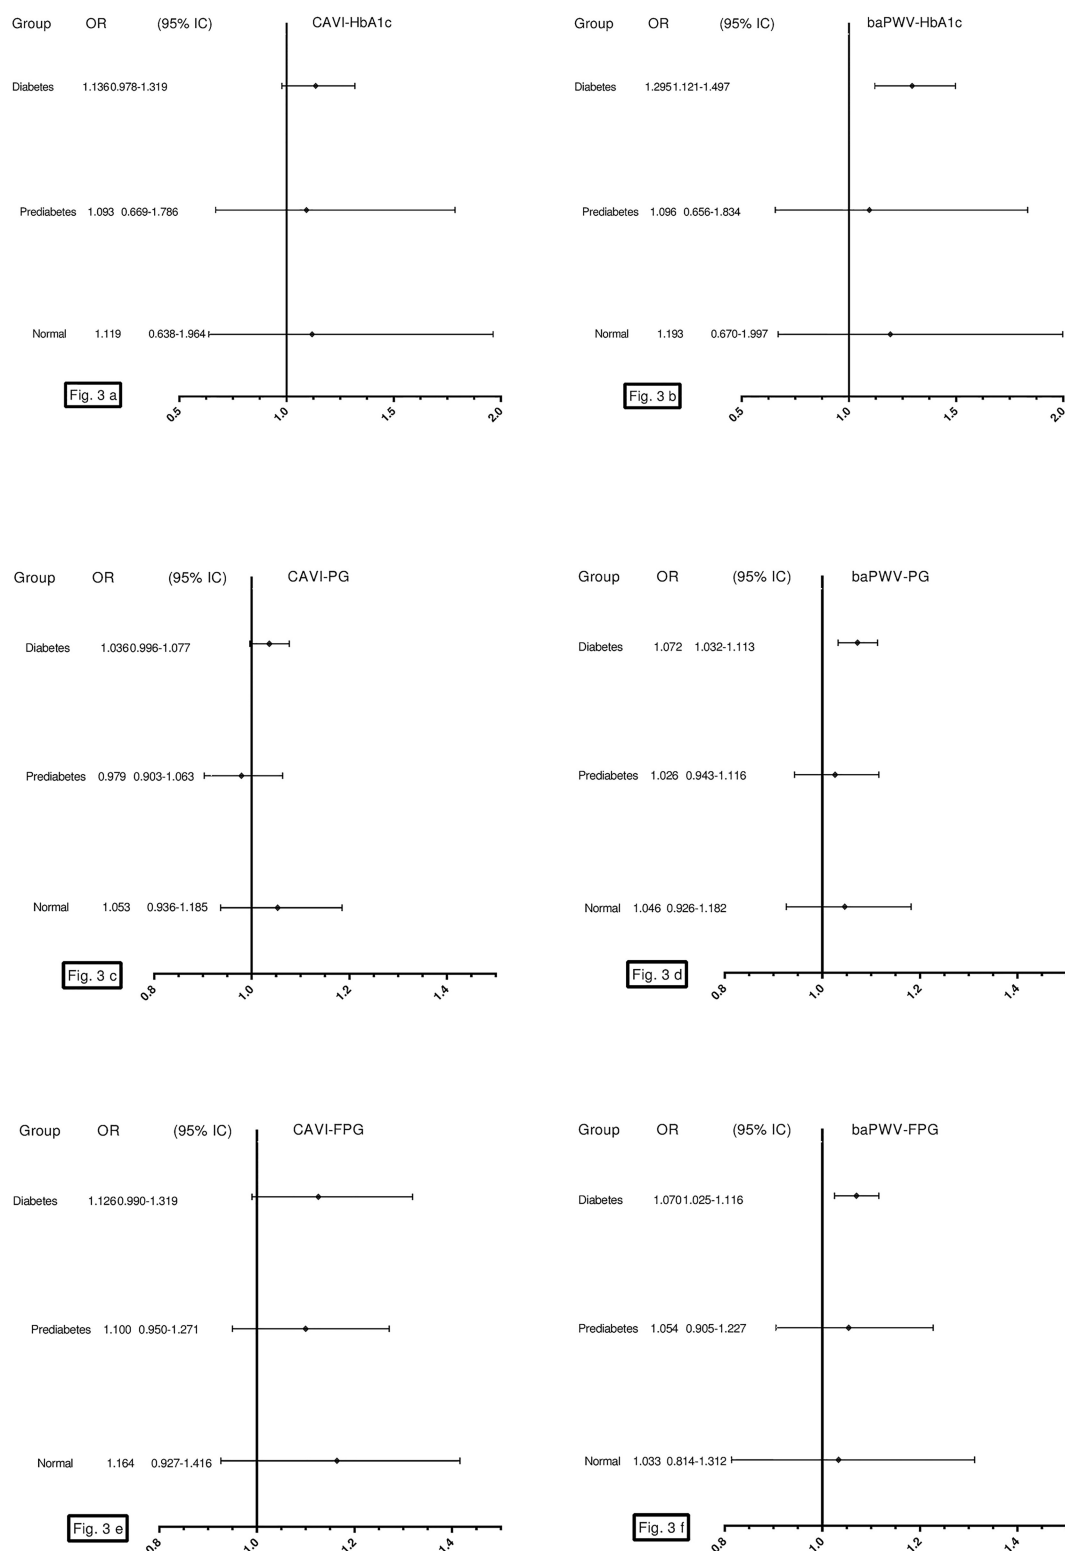 Group OR (95% IC) CAVI-HbA1c
Diabetes 1.136 0.978-1.319
Prediabetes 1.093 0.669-1.786
Normal 1.119 0.638-1.964
Fig. 3 a
0.5 1.0 1.5 2.0
Group OR (95% IC) baPWV-HbA1c
Diabetes 1.295 1.121-1.497
Prediabetes 1.096 0.656-1.834
Normal 1.193 0.670-1.997
Fig. 3 b
0.5 1.0 1.5 2.0
Group OR (95% IC) CAVI-PG
Diabetes 1.036 0.996-1.077
Prediabetes 0.979 0.903-1.063
Normal 1.053 0.936-1.185
Fig. 3 c
0.8 1.0 1.2 1.4
Group OR (95% IC) baPWV-PG
Diabetes 1.072 1.032-1.113
Prediabetes 1.026 0.943-1.116
Normal 1.046 0.926-1.182
Fig. 3 d
0.8 1.0 1.2 1.4
Group OR (95% IC) CAVI-FPG
Diabetes 1.126 0.990-1.319
Prediabetes 1.100 0.950-1.271
Normal 1.164 0.927-1.416
Fig. 3 e
0.8 1.0 1.2 1.4
Group OR (95% IC) baPWV-FPG
Diabetes 1.070 1.025-1.116
Prediabetes 1.054 0.905-1.227
Normal 1.033 0.814-1.312
Fig. 3 f
0.8 1.0 1.2 1.4